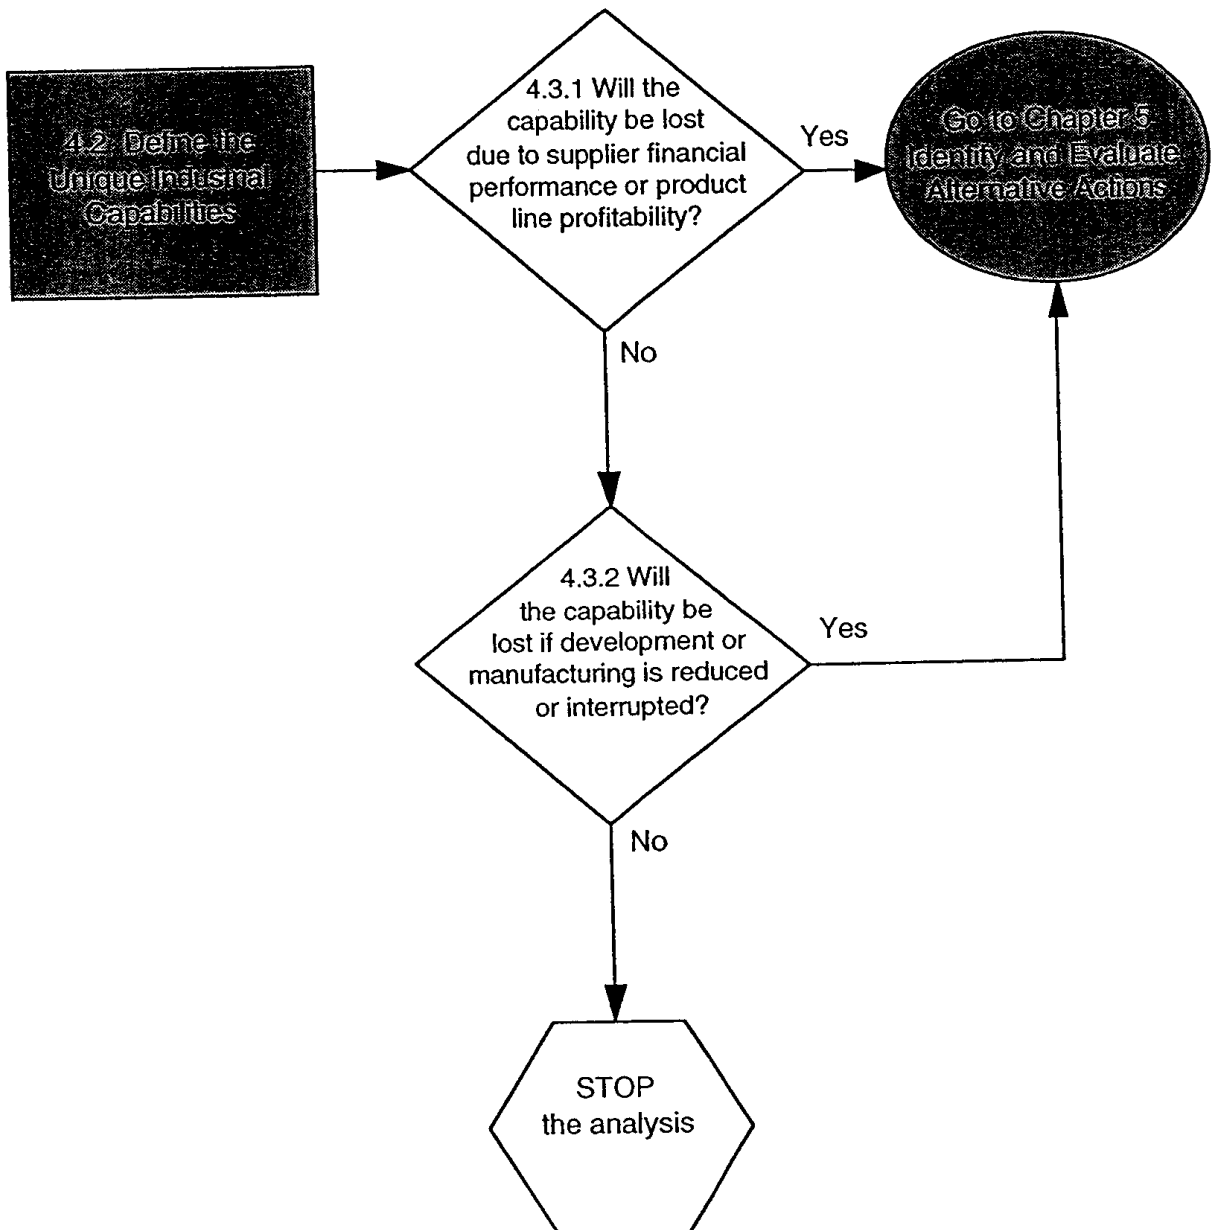 4.2 Define the
Unique Industrial
Capabilities
4.3.1 Will the
capability be lost
due to supplier financial
performance or product
line profitability?
Yes
Go to Chapter 5
Identify and Evaluate
Alternative Actions
No
4.3.2 Will
the capability be
lost if development or
manufacturing is reduced
or interrupted?
Yes
No
STOP
the analysis